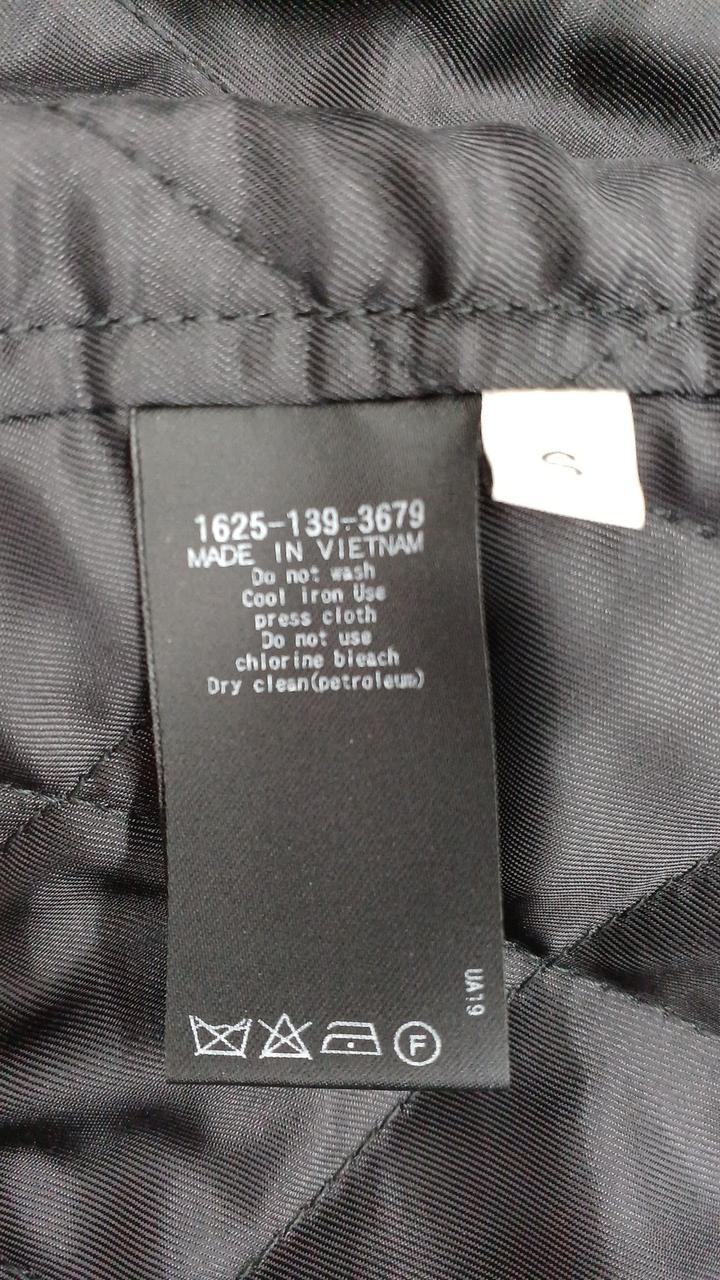 S
1625-139-3679
MADE IN VIETNAM
Do not wash
Cool iron Use
press cloth
Do not use
chlorine bleach
Dry clean(petroleum)
UA19
F